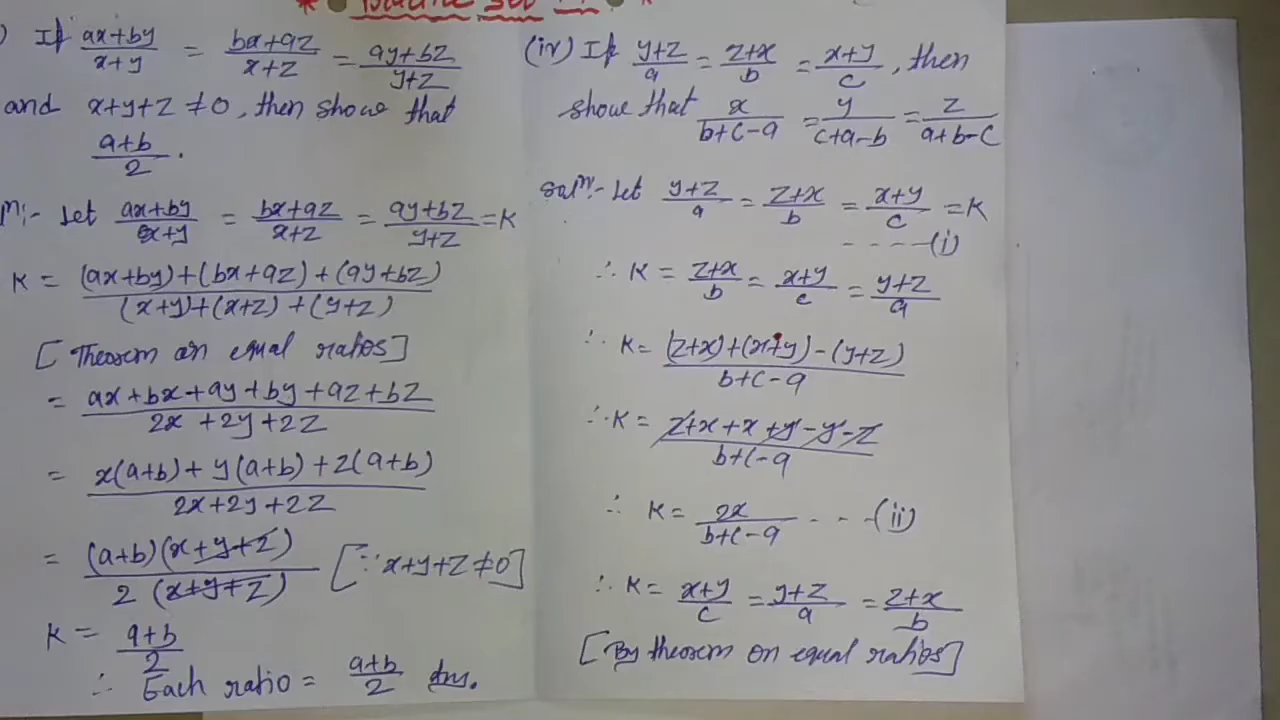 If ax+by/x+y = bx+az/x+z = ay+bz/y+z
and x+y+z ≠0, then show that
a+b/2.
Let ax+by/x+y = bx+az/x+z = ay+bz/y+z = K
K = (ax+by)+(bx+az)+(ay+bz)/(x+y)+(x+z)+(y+z)
[Theorem on equal ratios]
= ax+bx+ay+by+az+bz/2x+2y+2z
= x(a+b)+y(a+b)+z(a+b)/2x+2y+2z
= (a+b)(x+y+z)/2(x+y+z) [∵x+y+z≠0]
K = a+b/2
∴ Each ratio = a+b/2 Ans.
(iv) If y+z/a = z+x/b = x+y/c, then
show that x/b+c-a = y/c+a-b = z/a+b-c
Solⁿ:- Let y+z/a = z+x/b = x+y/c = K
- - - - -(i)
∴ K = z+x/b = x+y/c = y+z/a
∴ K = (z+x)+(x+y)-(y+z)/b+c-a
∴ K = z+x+x+y-y-z/b+c-a
∴ K = 2x/b+c-a - - - -(ii)
∴ K = x+y/c = y+z/a = z+x/b
[By theorem on equal ratios]